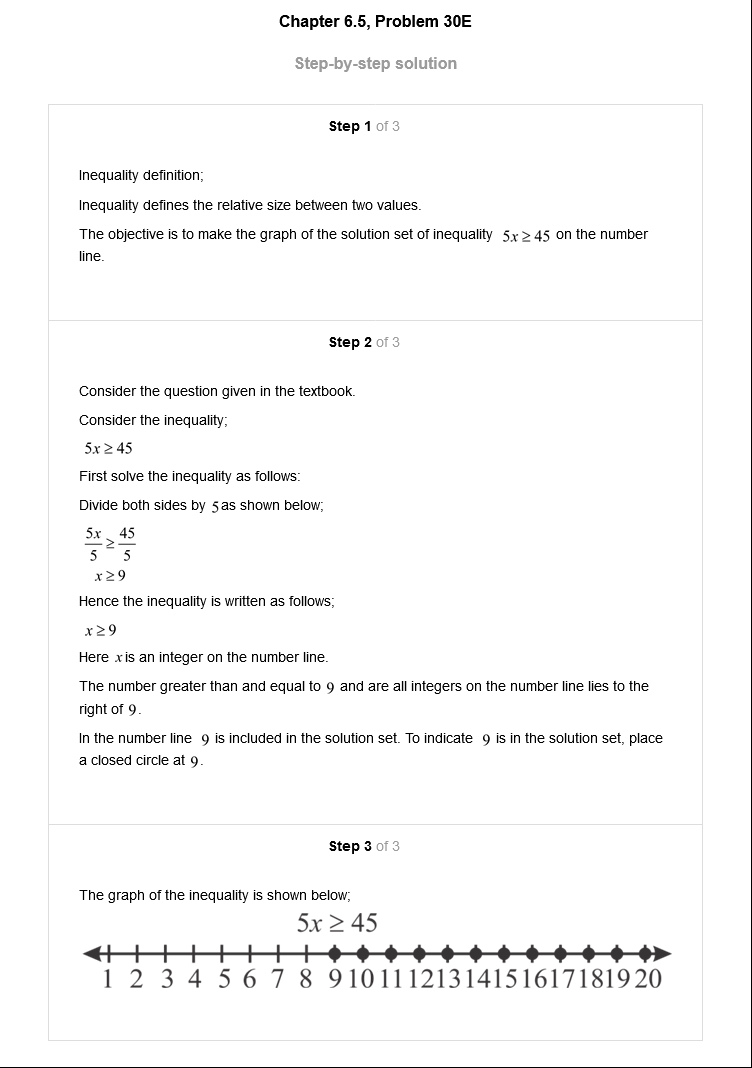 Chapter 6.5, Problem 30E
Step-by-step solution
Step 1 of 3
Inequality definition;
Inequality defines the relative size between two values.
The objective is to make the graph of the solution set of inequality 5x ≥ 45 on the number
line.
Step 2 of 3
Consider the question given in the textbook.
Consider the inequality;
5x ≥ 45
First solve the inequality as follows:
Divide both sides by 5 as shown below;
5x/5 ≥ 45/5
x ≥ 9
Hence the inequality is written as follows;
x ≥ 9
Here x is an integer on the number line.
The number greater than and equal to 9 and are all integers on the number line lies to the
right of 9.
In the number line 9 is included in the solution set. To indicate 9 is in the solution set, place
a closed circle at 9.
Step 3 of 3
The graph of the inequality is shown below;
5x ≥ 45
1 2 3 4 5 6 7 8 9 10 11 12 13 14 15 16 17 18 19 20